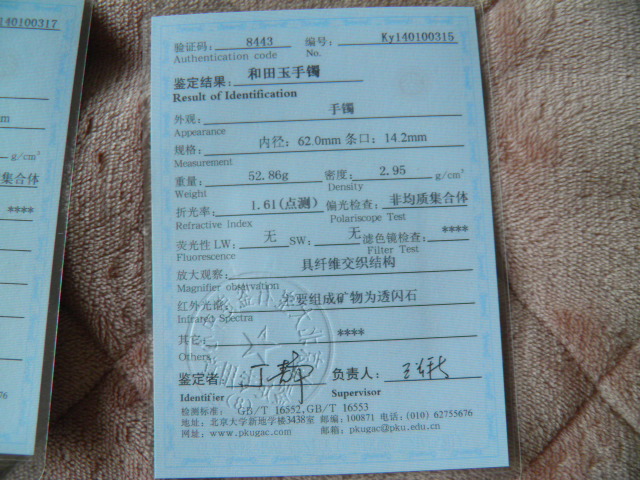 140100317
m
g/cm³
集合体
****
676
验证码: 8443 编号: Ky140100315
Authentication code No.
鉴定结果: 和田玉手镯
Result of Identification
外观: 手镯
Appearance
规格: 内径: 62.0mm 条口: 14.2mm
Measurement
重量: 52.86g 密度: 2.95 g/cm³
Weight Density
折光率: 1.61(点测) 偏光检查: 非均质集合体
Refractive Index Polariscope Test
荧光性 LW: 无 SW: 无 滤色镜检查: ****
Fluorescence Filter Test
放大观察: 具纤维交织结构
Magnifier observation
红外光谱: 主要组成矿物为透闪石
Infrared Spectra
其它: ****
Others
鉴定者: 负责人:
Identifier Supervisor
检测标准: GB/T 16552,GB/T 16553
地址: 北京大学新地学楼3438室 邮编: 100871 电话: (010) 62755676
网址: www.pkugac.com 邮箱: pkugac@pku.edu.cn